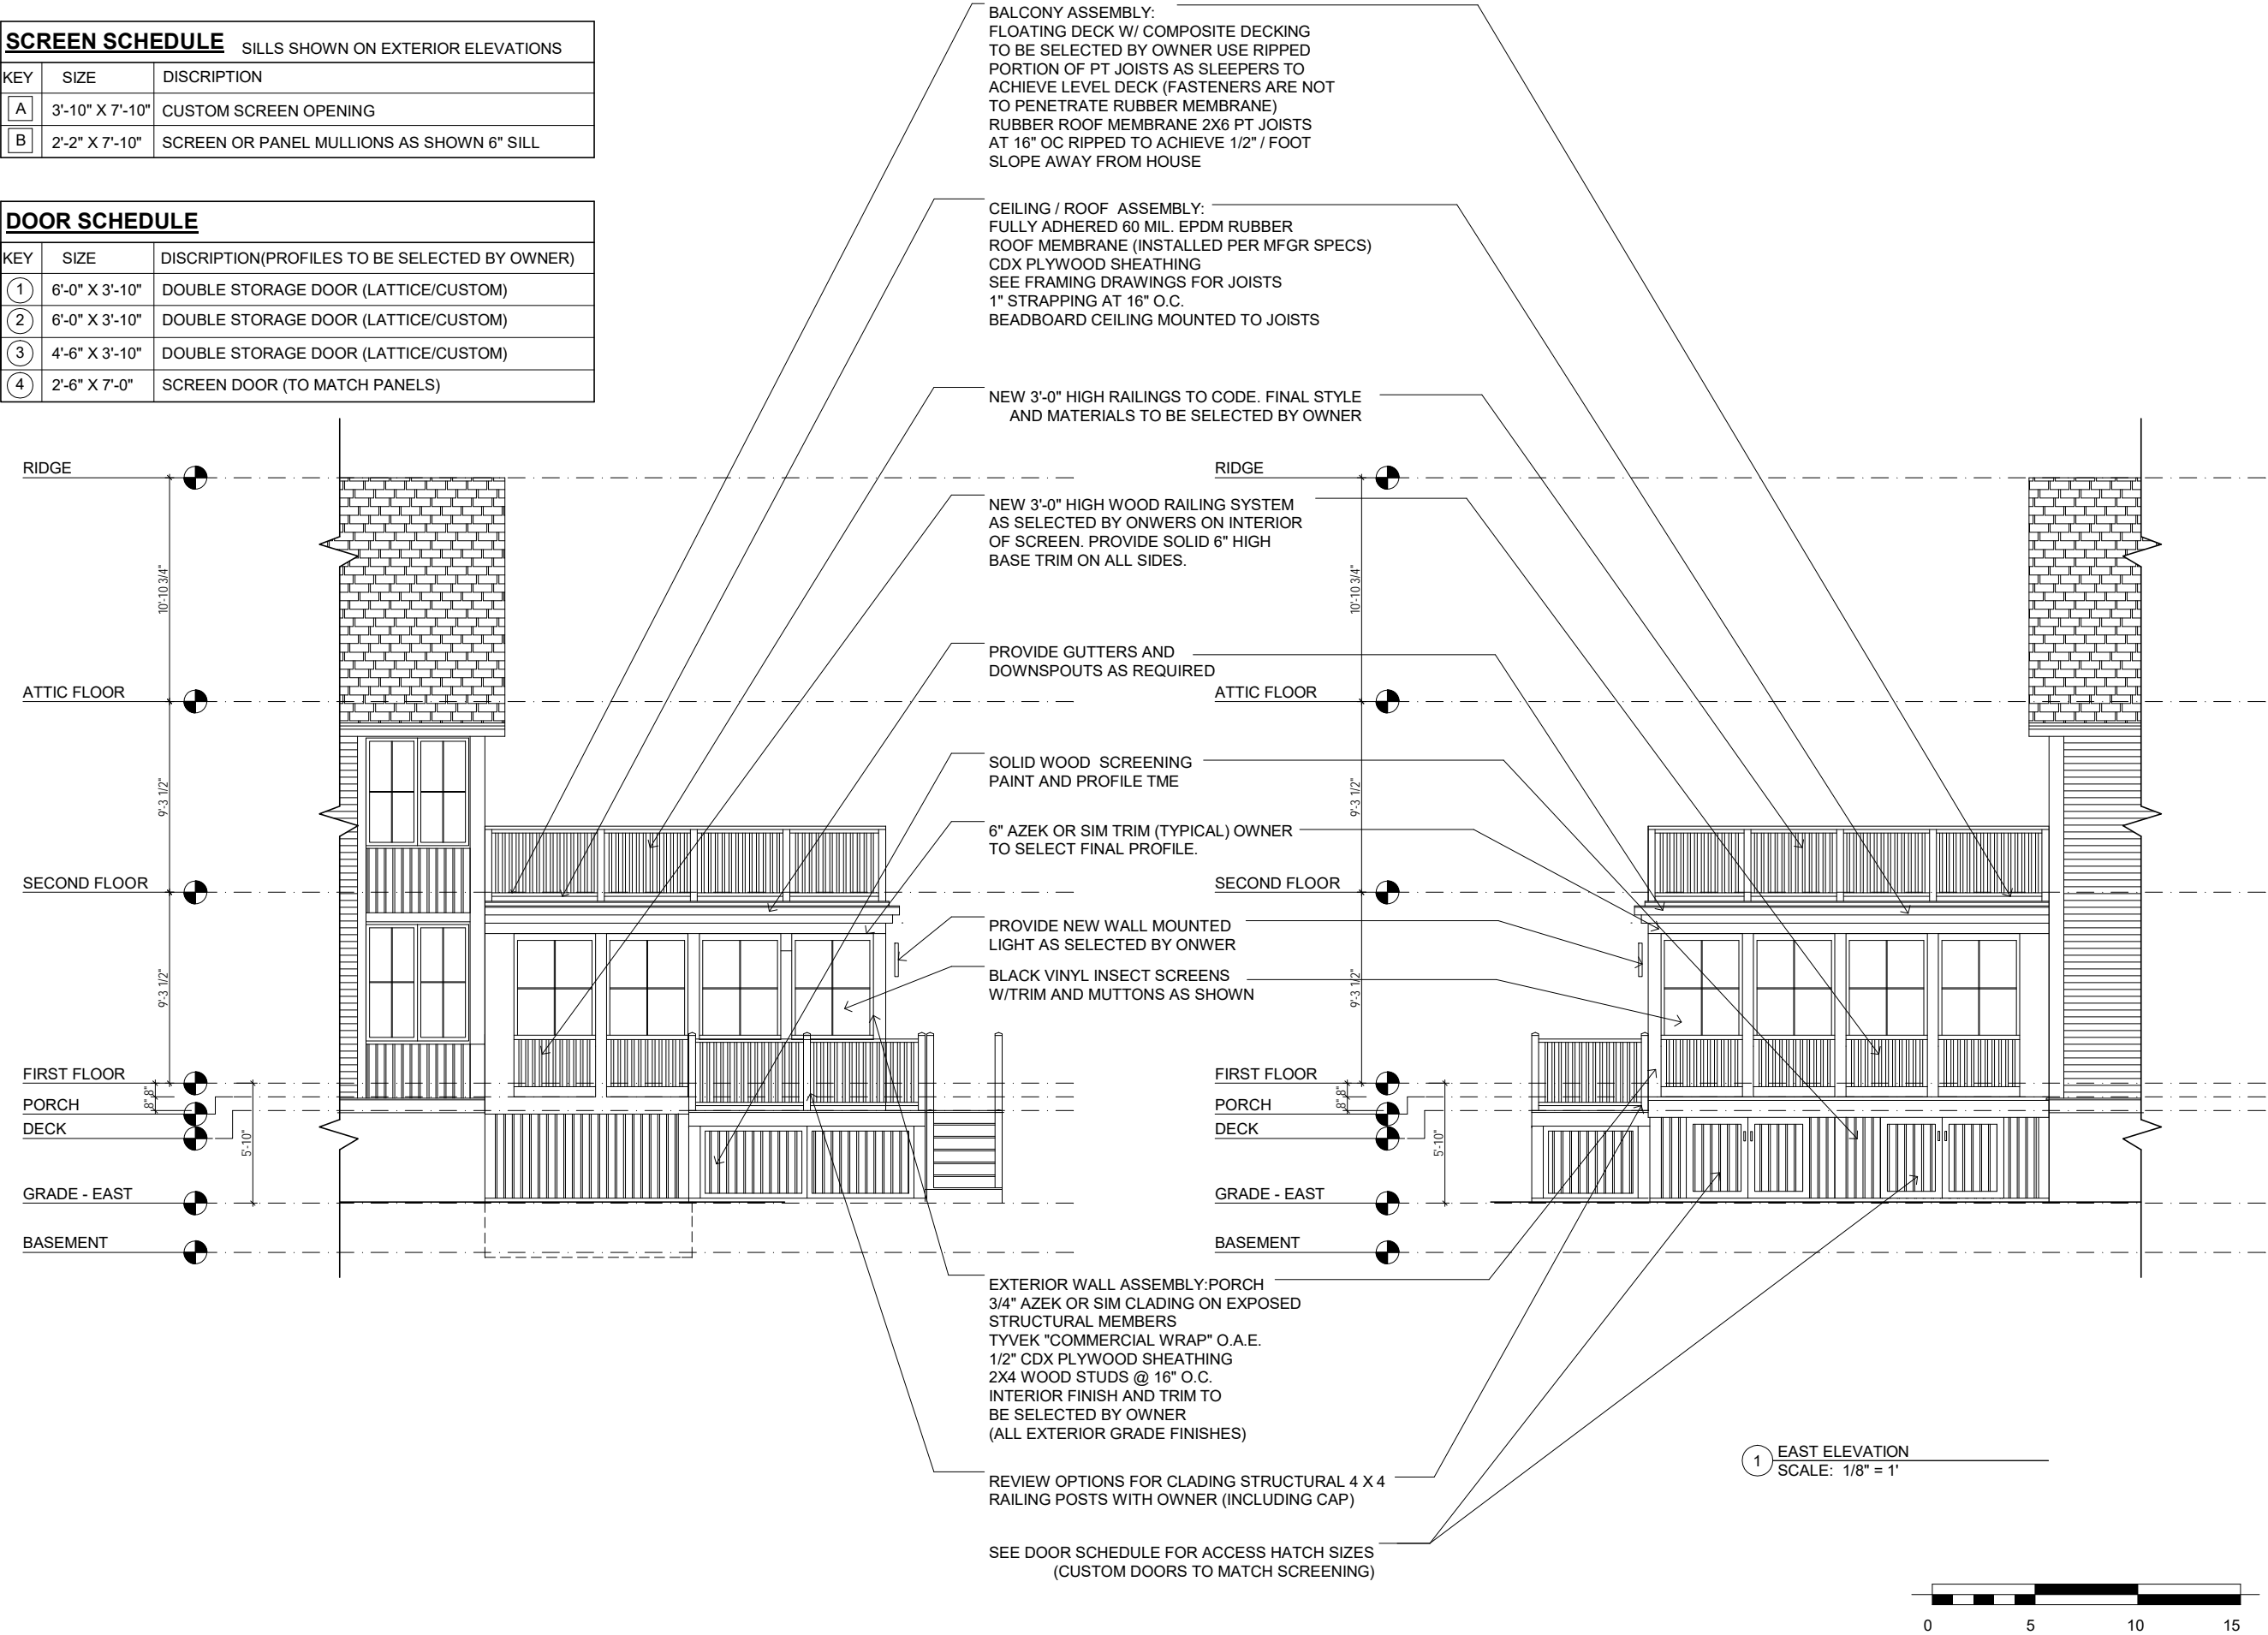 SCREEN SCHEDULE SILLS SHOWN ON EXTERIOR ELEVATIONS
KEY SIZE DISCRIPTION
A 3'-10" X 7'-10" CUSTOM SCREEN OPENING
B 2'-2" X 7'-10" SCREEN OR PANEL MULLIONS AS SHOWN 6" SILL
DOOR SCHEDULE
KEY SIZE DISCRIPTION(PROFILES TO BE SELECTED BY OWNER)
1 6'-0" X 3'-10" DOUBLE STORAGE DOOR (LATTICE/CUSTOM)
2 6'-0" X 3'-10" DOUBLE STORAGE DOOR (LATTICE/CUSTOM)
3 4'-6" X 3'-10" DOUBLE STORAGE DOOR (LATTICE/CUSTOM)
4 2'-6" X 7'-0" SCREEN DOOR (TO MATCH PANELS)
BALCONY ASSEMBLY:
FLOATING DECK W/ COMPOSITE DECKING
TO BE SELECTED BY OWNER USE RIPPED
PORTION OF PT JOISTS AS SLEEPERS TO
ACHIEVE LEVEL DECK (FASTENERS ARE NOT
TO PENETRATE RUBBER MEMBRANE)
RUBBER ROOF MEMBRANE 2X6 PT JOISTS
AT 16" OC RIPPED TO ACHIEVE 1/2" / FOOT
SLOPE AWAY FROM HOUSE
CEILING / ROOF ASSEMBLY:
FULLY ADHERED 60 MIL. EPDM RUBBER
ROOF MEMBRANE (INSTALLED PER MFGR SPECS)
CDX PLYWOOD SHEATHING
SEE FRAMING DRAWINGS FOR JOISTS
1" STRAPPING AT 16" O.C.
BEADBOARD CEILING MOUNTED TO JOISTS
NEW 3'-0" HIGH RAILINGS TO CODE. FINAL STYLE
AND MATERIALS TO BE SELECTED BY OWNER
NEW 3'-0" HIGH WOOD RAILING SYSTEM
AS SELECTED BY ONWERS ON INTERIOR
OF SCREEN. PROVIDE SOLID 6" HIGH
BASE TRIM ON ALL SIDES.
PROVIDE GUTTERS AND
DOWNSPOUTS AS REQUIRED
SOLID WOOD SCREENING
PAINT AND PROFILE TME
6" AZEK OR SIM TRIM (TYPICAL) OWNER
TO SELECT FINAL PROFILE.
PROVIDE NEW WALL MOUNTED
LIGHT AS SELECTED BY ONWER
BLACK VINYL INSECT SCREENS
W/TRIM AND MUTTONS AS SHOWN
EXTERIOR WALL ASSEMBLY:PORCH
3/4" AZEK OR SIM CLADING ON EXPOSED
STRUCTURAL MEMBERS
TYVEK "COMMERCIAL WRAP" O.A.E.
1/2" CDX PLYWOOD SHEATHING
2X4 WOOD STUDS @ 16" O.C.
INTERIOR FINISH AND TRIM TO
BE SELECTED BY OWNER
(ALL EXTERIOR GRADE FINISHES)
REVIEW OPTIONS FOR CLADING STRUCTURAL 4 X 4
RAILING POSTS WITH OWNER (INCLUDING CAP)
SEE DOOR SCHEDULE FOR ACCESS HATCH SIZES
(CUSTOM DOORS TO MATCH SCREENING)
RIDGE
10'-10 3/4"
ATTIC FLOOR
9'-3 1/2"
SECOND FLOOR
9'-3 1/2"
FIRST FLOOR
8"
PORCH
8"
DECK
5'-10"
GRADE - EAST
BASEMENT
RIDGE
10'-10 3/4"
ATTIC FLOOR
9'-3 1/2"
SECOND FLOOR
9'-3 1/2"
FIRST FLOOR
8"
PORCH
8"
DECK
5'-10"
GRADE - EAST
BASEMENT
1 EAST ELEVATION
SCALE: 1/8" = 1'
0 5 10 15